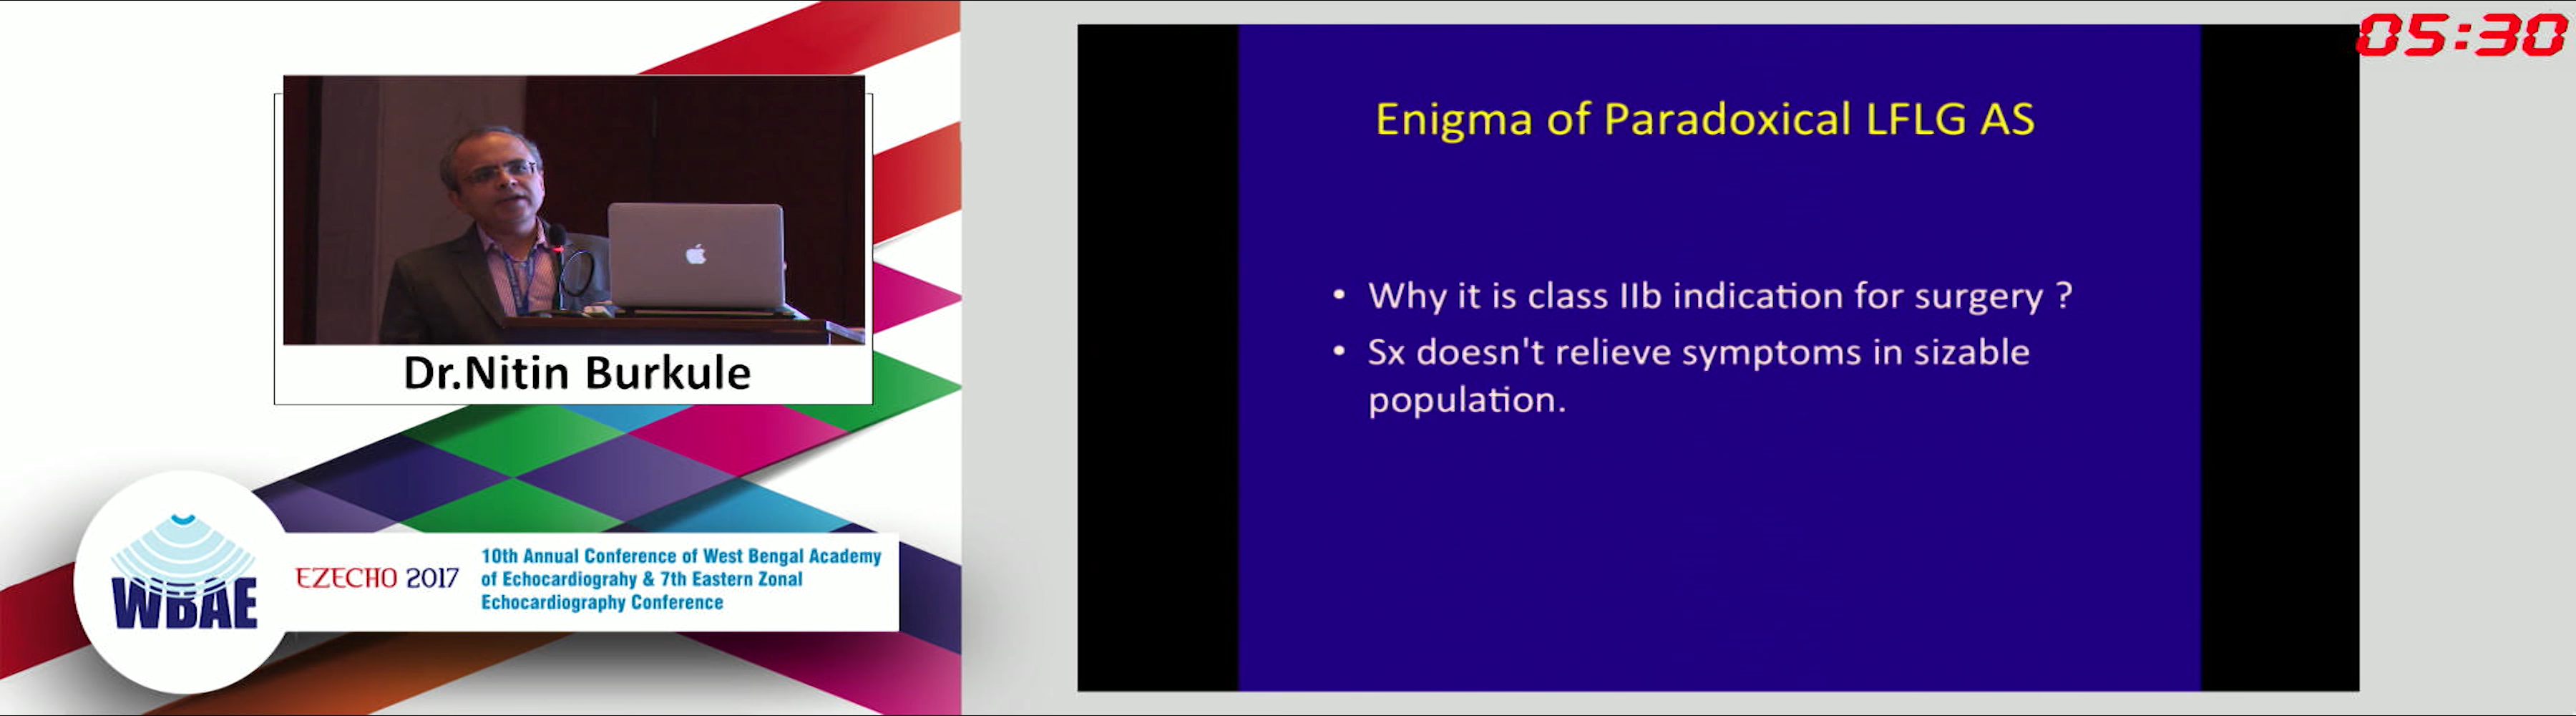 05:30
Dr.Nitin Burkule
WBAE
EZECHO 2017
10th Annual Conference of West Bengal Academy
of Echocardiograhy & 7th Eastern Zonal
Echocardiography Conference
Enigma of Paradoxical LFLG AS
• Why it is class IIb indication for surgery ?
• Sx doesn't relieve symptoms in sizable
population.